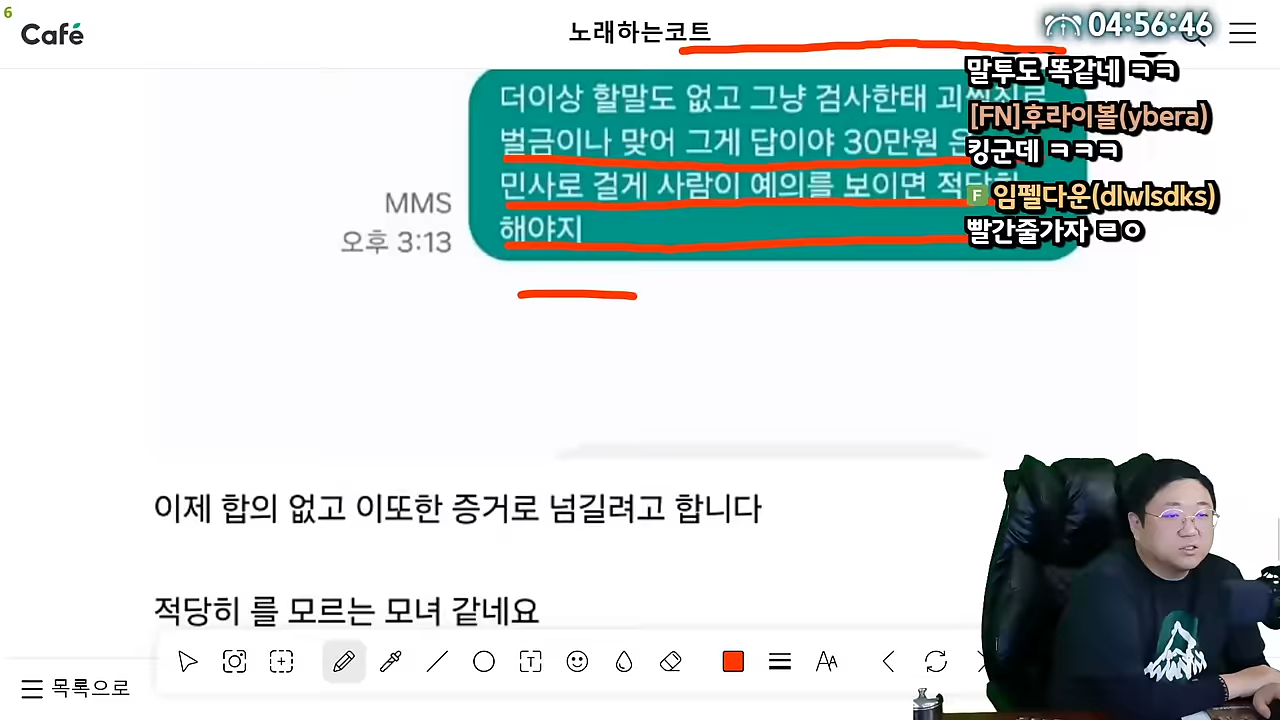 6
Café
노래하는코트
04:56:46
더이상 할말도 없고 그냥 검사한태
벌금이나 맞어 그게 답이야 30만원
민사로 걸게 사람이 예의를 보이면
해야지
MMS
오후 3:13
말투도 똑같네 ㅋㅋ
[FN]후라이볼(ybera)
킹군데 ㅋㅋㅋ
F 임펠다운(dlwlsdks)
빨간줄가자 ㄹㅇ
이제 합의 없고 이또한 증거로 넘길려고 합니다
적당히 를 모르는 모녀 같네요
T
AA
목록으로